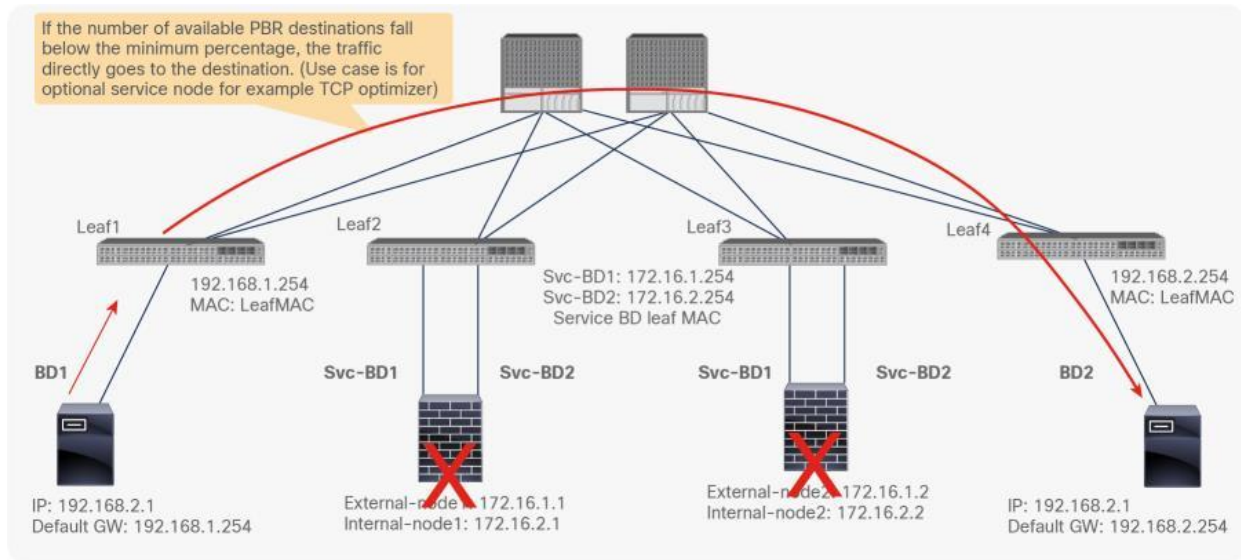 If the number of available PBR destinations fall
below the minimum percentage, the traffic
directly goes to the destination. (Use case is for
optional service node for example TCP optimizer)
Leaf1
Leaf2
Leaf3
Leaf4
192.168.1.254
MAC: LeafMAC
Svc-BD1: 172.16.1.254
Svc-BD2: 172.16.2.254
Service BD leaf MAC
192.168.2.254
MAC: LeafMAC
BD1
Svc-BD1
Svc-BD2
Svc-BD1
Svc-BD2
BD2
IP: 192.168.2.1
Default GW: 192.168.1.254
External-node1: 172.16.1.1
Internal-node1: 172.16.2.1
External-node2: 172.16.1.2
Internal-node2: 172.16.2.2
IP: 192.168.2.1
Default GW: 192.168.2.254